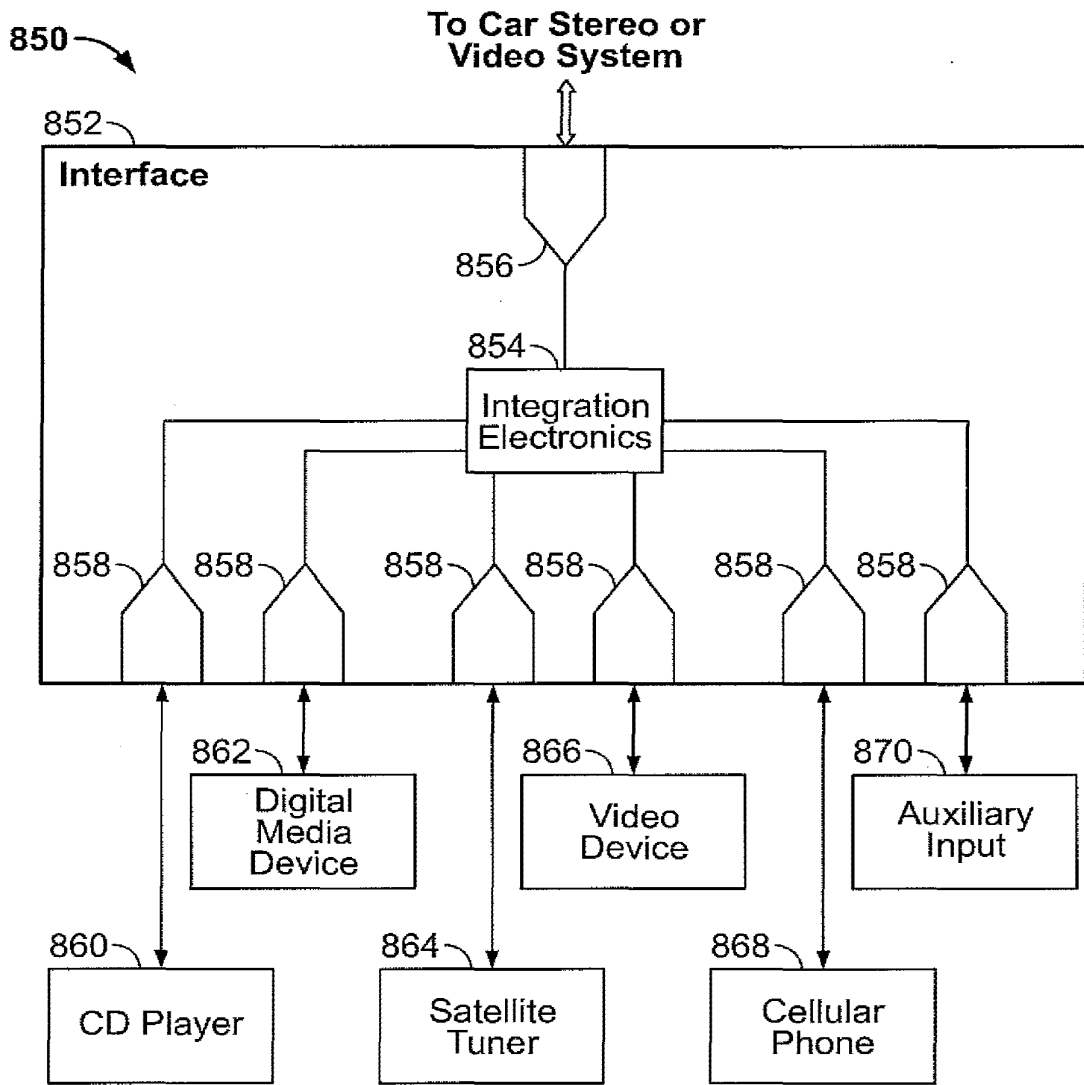 850
To Car Stereo or
Video System
852
Interface
856
854
Integration
Electronics
858 858 858 858 858 858
862
Digital
Media
Device
866
Video
Device
870
Auxiliary
Input
860
CD Player
864
Satellite
Tuner
868
Cellular
Phone